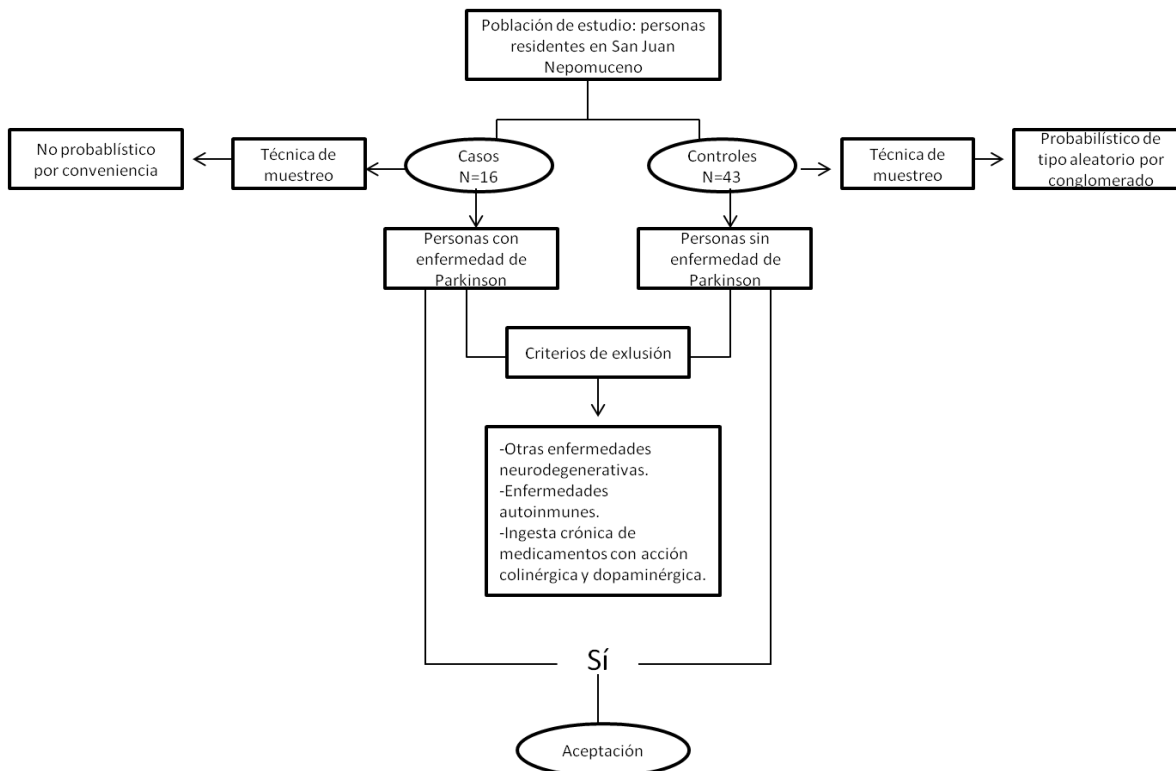 Población de estudio: personas
residentes en San Juan
Nepomuceno
No probablístico
por conveniencia
Técnica de
muestreo
Casos
N=16
Controles
N=43
Técnica de
muestreo
Probabilístico de
tipo aleatorio por
conglomerado
Personas con
enfermedad de
Parkinson
Personas sin
enfermedad de
Parkinson
Criterios de exlusión
-Otras enfermedades
neurodegenerativas.
-Enfermedades
autoinmunes.
-Ingesta crónica de
medicamentos con acción
colinérgica y dopaminérgica.
Sí
Aceptación